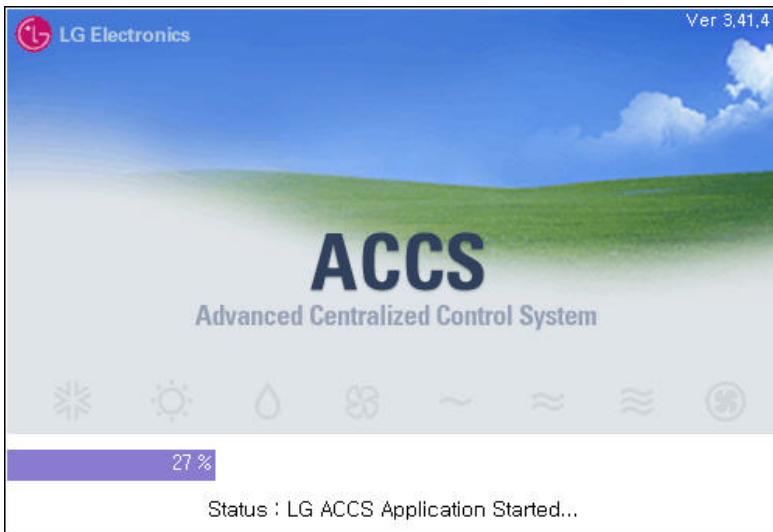 LG Electronics
Ver 3,41,4
ACCS
Advanced Centralized Control System
27 %
Status : LG ACCS Application Started...